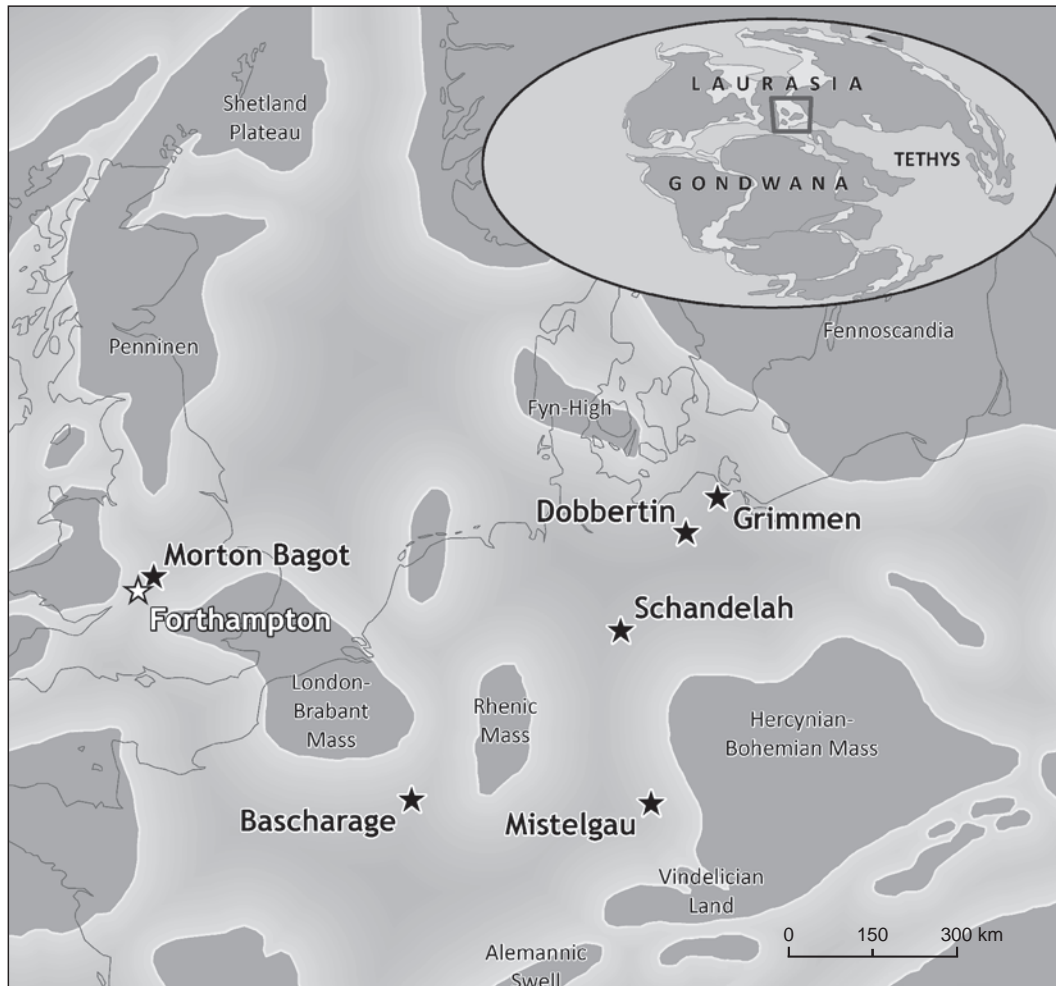 Shetland
Plateau
LAURASIA
TETHYS
GONDWANA
Penninen
Fennoscandia
Fyn-High
Dobbertin
Grimmen
Morton Bagot
Forthampton
Schandelah
London-
Brabant
Mass
Rhenic
Mass
Hercynian-
Bohemian Mass
Bascharage
Mistelgau
Vindelician
Land
Alemannic
Swell
0 150 300 km